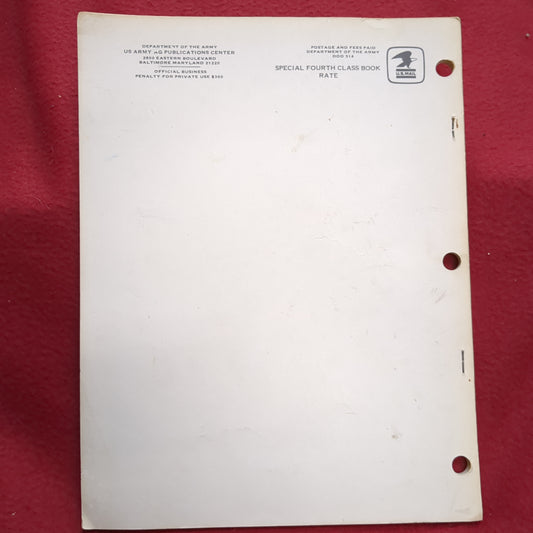 DEPARTMENT OF THE ARMY
US ARMY AG PUBLICATIONS CENTER
2800 EASTERN BOULEVARD
BALTIMORE MARYLAND 21220
OFFICIAL BUSINESS
PENALTY FOR PRIVATE USE $300
POSTAGE AND FEES PAID
DEPARTMENT OF THE ARMY
DOD 314
SPECIAL FOURTH CLASS BOOK
RATE
U.S.MAIL